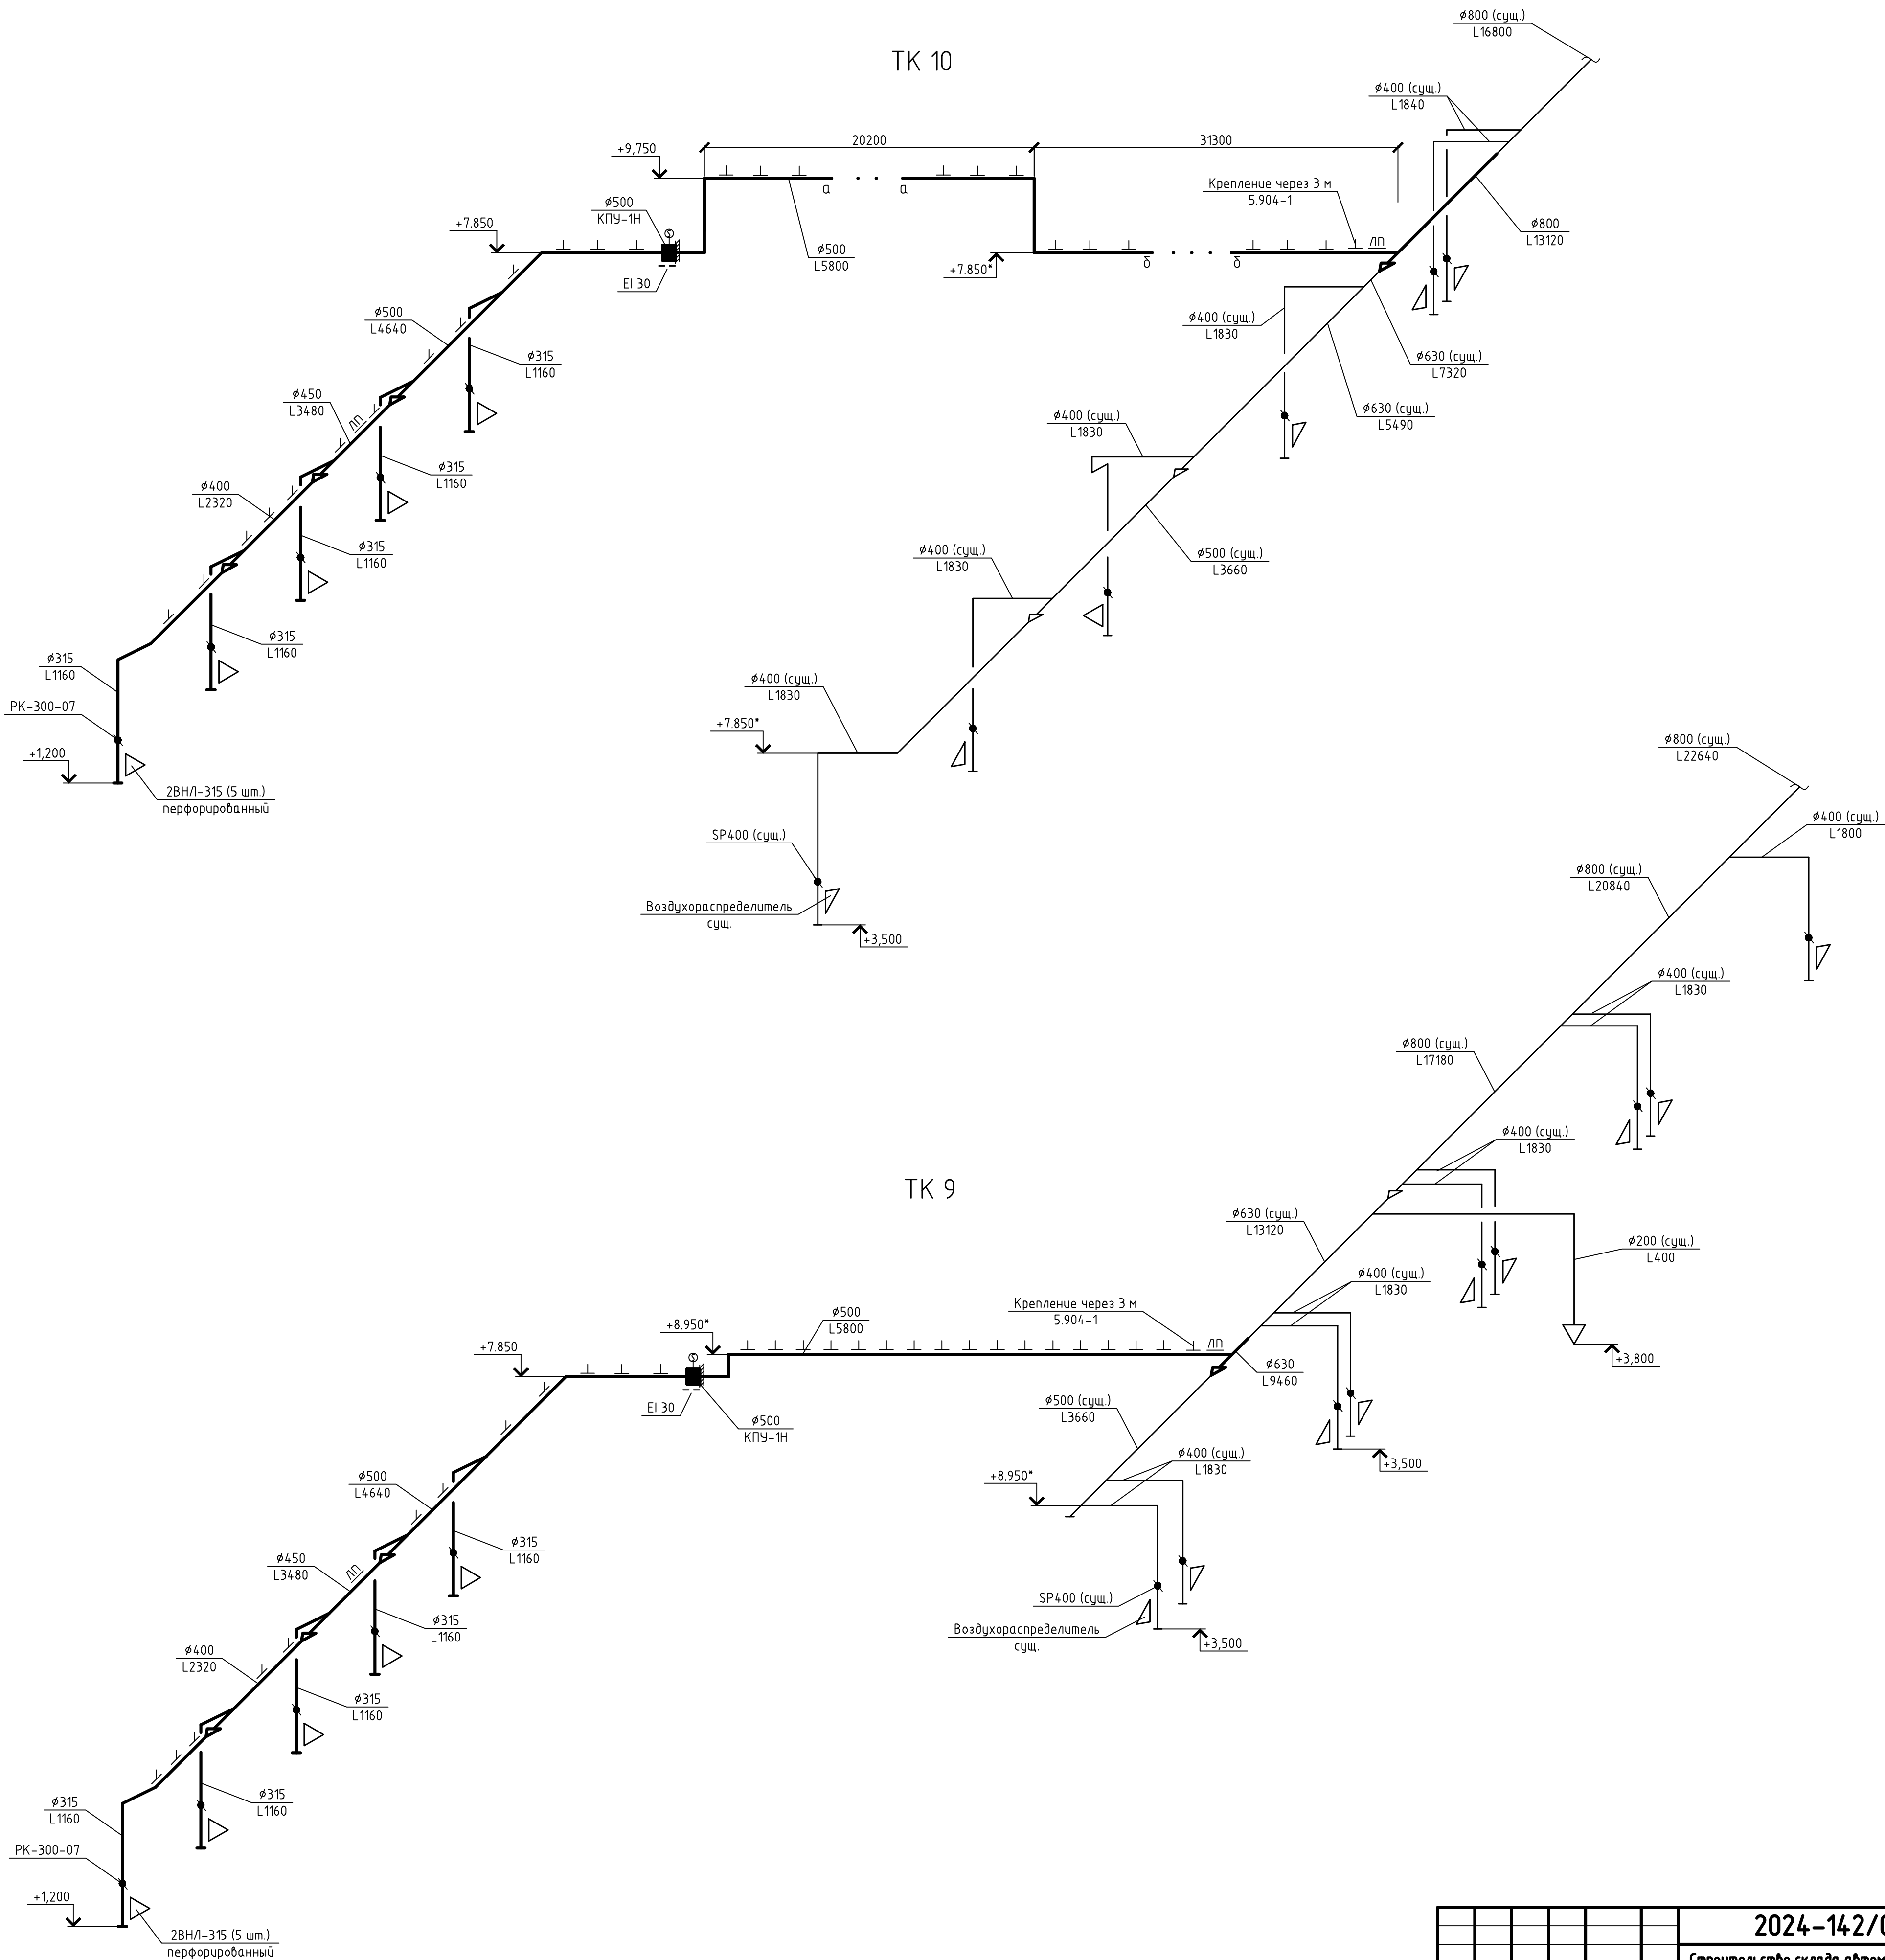 ТК 10
ø800 (сущ.)
L16800
ø400 (сущ.)
L1840
20200
31300
+9,750
Крепление через 3 м
5.904-1
ø500
КПУ-1Н
+7.850
ø800
L13120
а
а
ЛП
ø500
L5800
б
б
+7.850*
EI 30
ø500
L4640
ø400 (сущ.)
L1830
ø315
L1160
ø630 (сущ.)
L7320
ø450
L3480
ЛП
ø630 (сущ.)
L5490
ø400 (сущ.)
L1830
ø315
L1160
ø400
L2320
ø315
L1160
ø400 (сущ.)
L1830
ø500 (сущ.)
L3660
ø315
L1160
ø315
L1160
ø400 (сущ.)
L1830
РК-300-07
+7.850*
+1,200
2ВНЛ-315 (5 шт.)
перфорированный
SP400 (сущ.)
Воздухораспределитель
сущ.
+3,500
ø800 (сущ.)
L22640
ø400 (сущ.)
L1800
ø800 (сущ.)
L20840
ø400 (сущ.)
L1830
ø800 (сущ.)
L17180
ø400 (сущ.)
L1830
ТК 9
ø630 (сущ.)
L13120
ø200 (сущ.)
L400
ø400 (сущ.)
L1830
Крепление через 3 м
5.904-1
ø500
L5800
+8.950*
+7.850
ЛП
+3,800
ø630
L9460
EI 30
ø500
КПУ-1Н
ø500 (сущ.)
L3660
ø400 (сущ.)
L1830
+3,500
+8.950*
ø500
L4640
ø315
L1160
ø450
L3480
ЛП
SP400 (сущ.)
Воздухораспределитель
сущ.
+3,500
ø315
L1160
ø400
L2320
ø315
L1160
ø315
L1160
ø315
L1160
РК-300-07
+1,200
2ВНЛ-315 (5 шт.)
перфорированный
2024-142/
Строительство склада